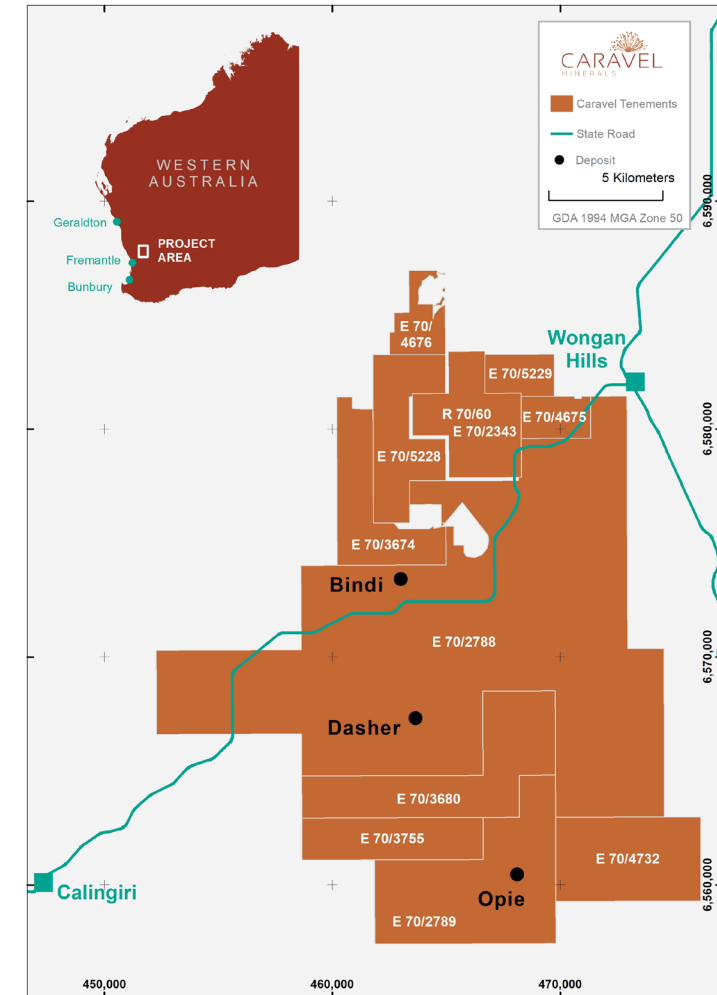 CARAVEL
MINERALS
Caravel Tenements
State Road
Deposit
5 Kilometers
GDA 1994 MGA Zone 50
WESTERN
AUSTRALIA
Geraldton
PROJECT
AREA
Fremantle
Bunbury
6,590,000
E 70/
4676
Wongan
Hills
E 70/5229
R 70/60
E 70/4675
E 70/2343
6,580,000
E 70/5228
E 70/3674
Bindi
E 70/2788
6,570,000
Dasher
E 70/3680
E 70/3755
E 70/4732
Calingiri
Opie
6,560,000
E 70/2789
450,000
460,000
470,000